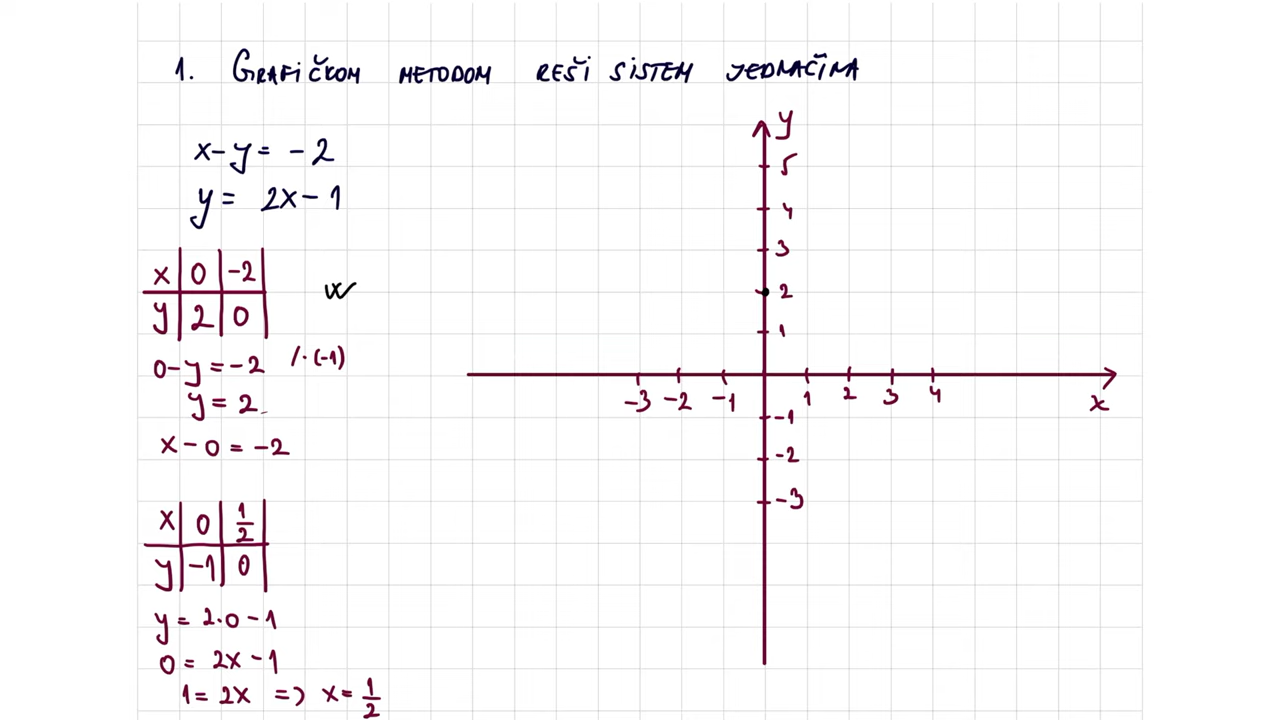 1. GRAFIČKOM METODOM REŠI SISTEM JEDNAČINA
x-y = -2
y = 2x-1
x 0 -2
y 2 0
0-y = -2 /·(-1)
y = 2
x - 0 = -2
x 0 1/2
y -1 0
y = 2·0-1
0 = 2x-1
1 = 2x => x = 1/2
y
5
4
3
2
1
-3 -2 -1 1 2 3 4 x
-1
-2
-3